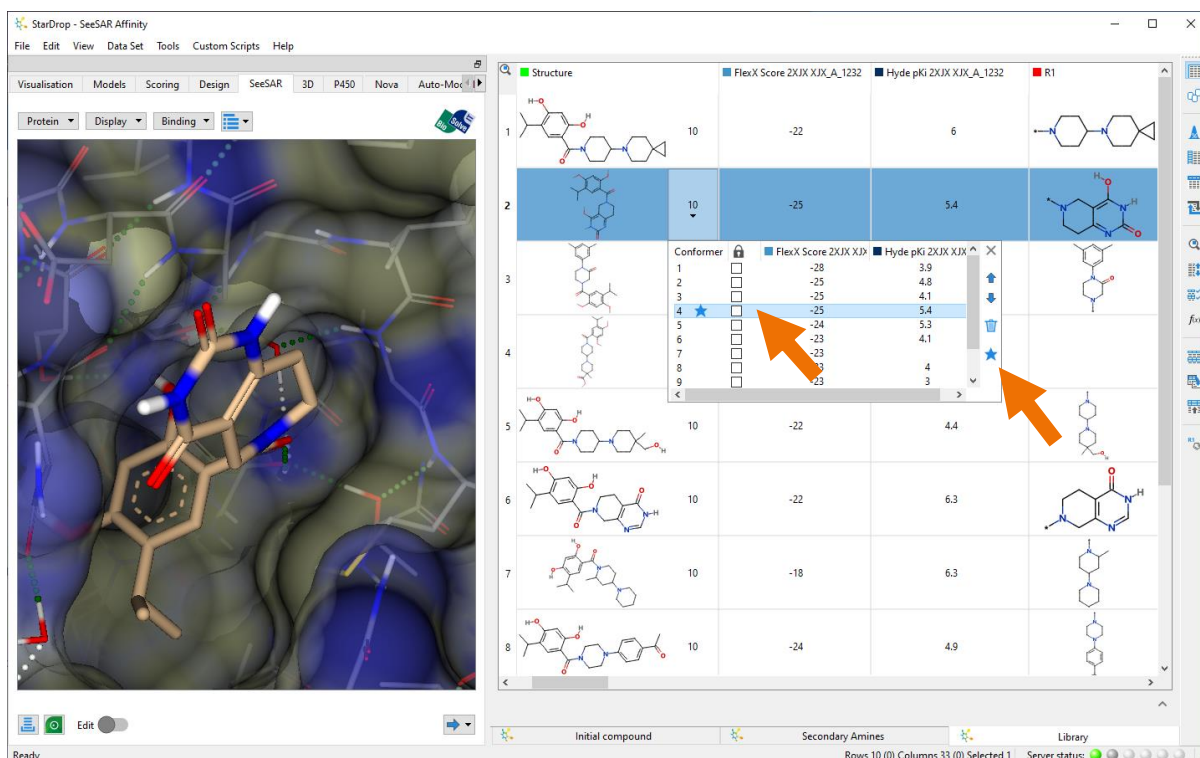 StarDrop - SeeSAR Affinity
File Edit View Data Set Tools Custom Scripts Help
Visualisation Models Scoring Design SeeSAR 3D P450 Nova Auto-Mod
Protein Display Binding
Bio Solve
Structure FlexX Score 2XJX XJX_A_1232 Hyde pKi 2XJX XJX_A_1232 R1
1 10 -22 6
2 10 -25 5.4
Conformer FlexX Score 2XJX XJX Hyde pKi 2XJX XJX
1 -28 3.9
2 -25 4.8
3 -25 4.1
4 -25 5.4
5 -24 5.3
6 -23 4.1
7 -23
8 4
9 -23 3
3
4
5 10 -22 4.4
6 10 -22 6.3
7 10 -18 6.3
8 10 -24 4.9
Edit
Initial compound Secondary Amines Library
Ready Rows 10 (0) Columns 33 (0) Selected 1 Server status: